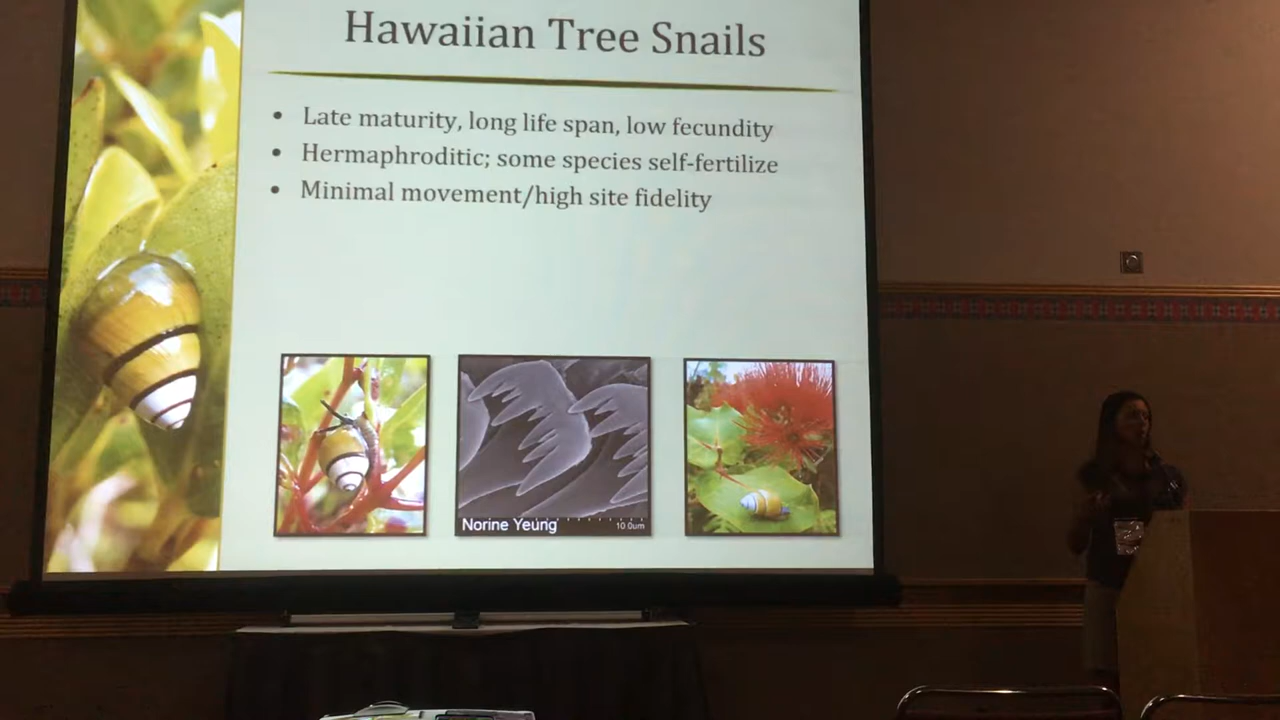 Hawaiian Tree Snails
• Late maturity, long life span, low fecundity
• Hermaphroditic; some species self-fertilize
• Minimal movement/high site fidelity
Norine Yeung
10.0um